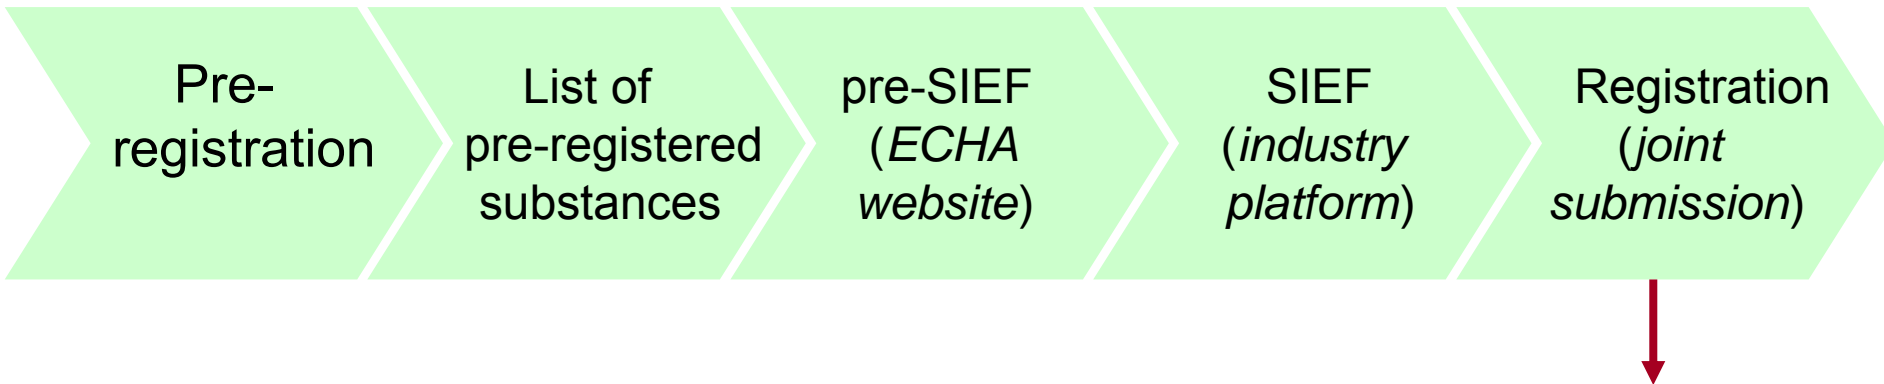 Pre-
registration
List of
pre-registered
substances
pre-SIEF
(ECHA
website)
SIEF
(industry
platform)
Registration
(joint
submission)